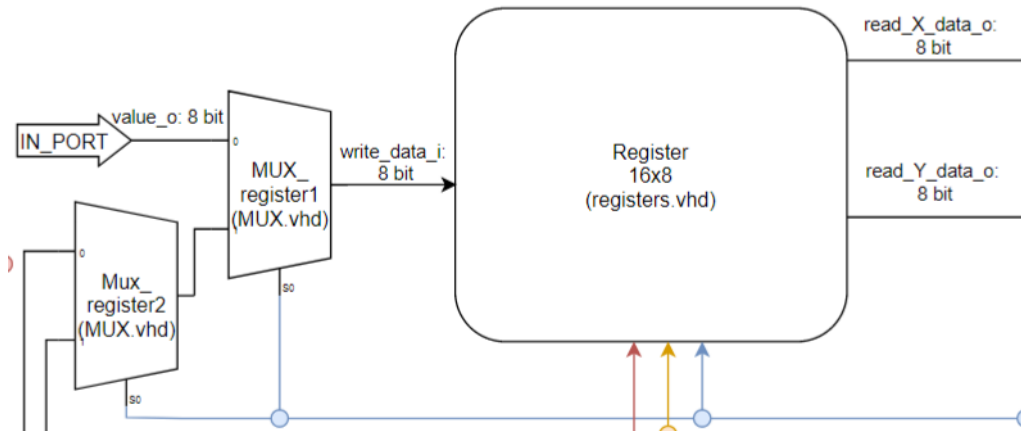 read_X_data_o:
8 bit
value_o: 8 bit
IN_PORT
0
MUX_
register1
(MUX.vhd)
1
S0
write_data_i:
8 bit
Register
16x8
(registers.vhd)
read_Y_data_o:
8 bit
0
Mux_
register2
(MUX.vhd)
1
S0